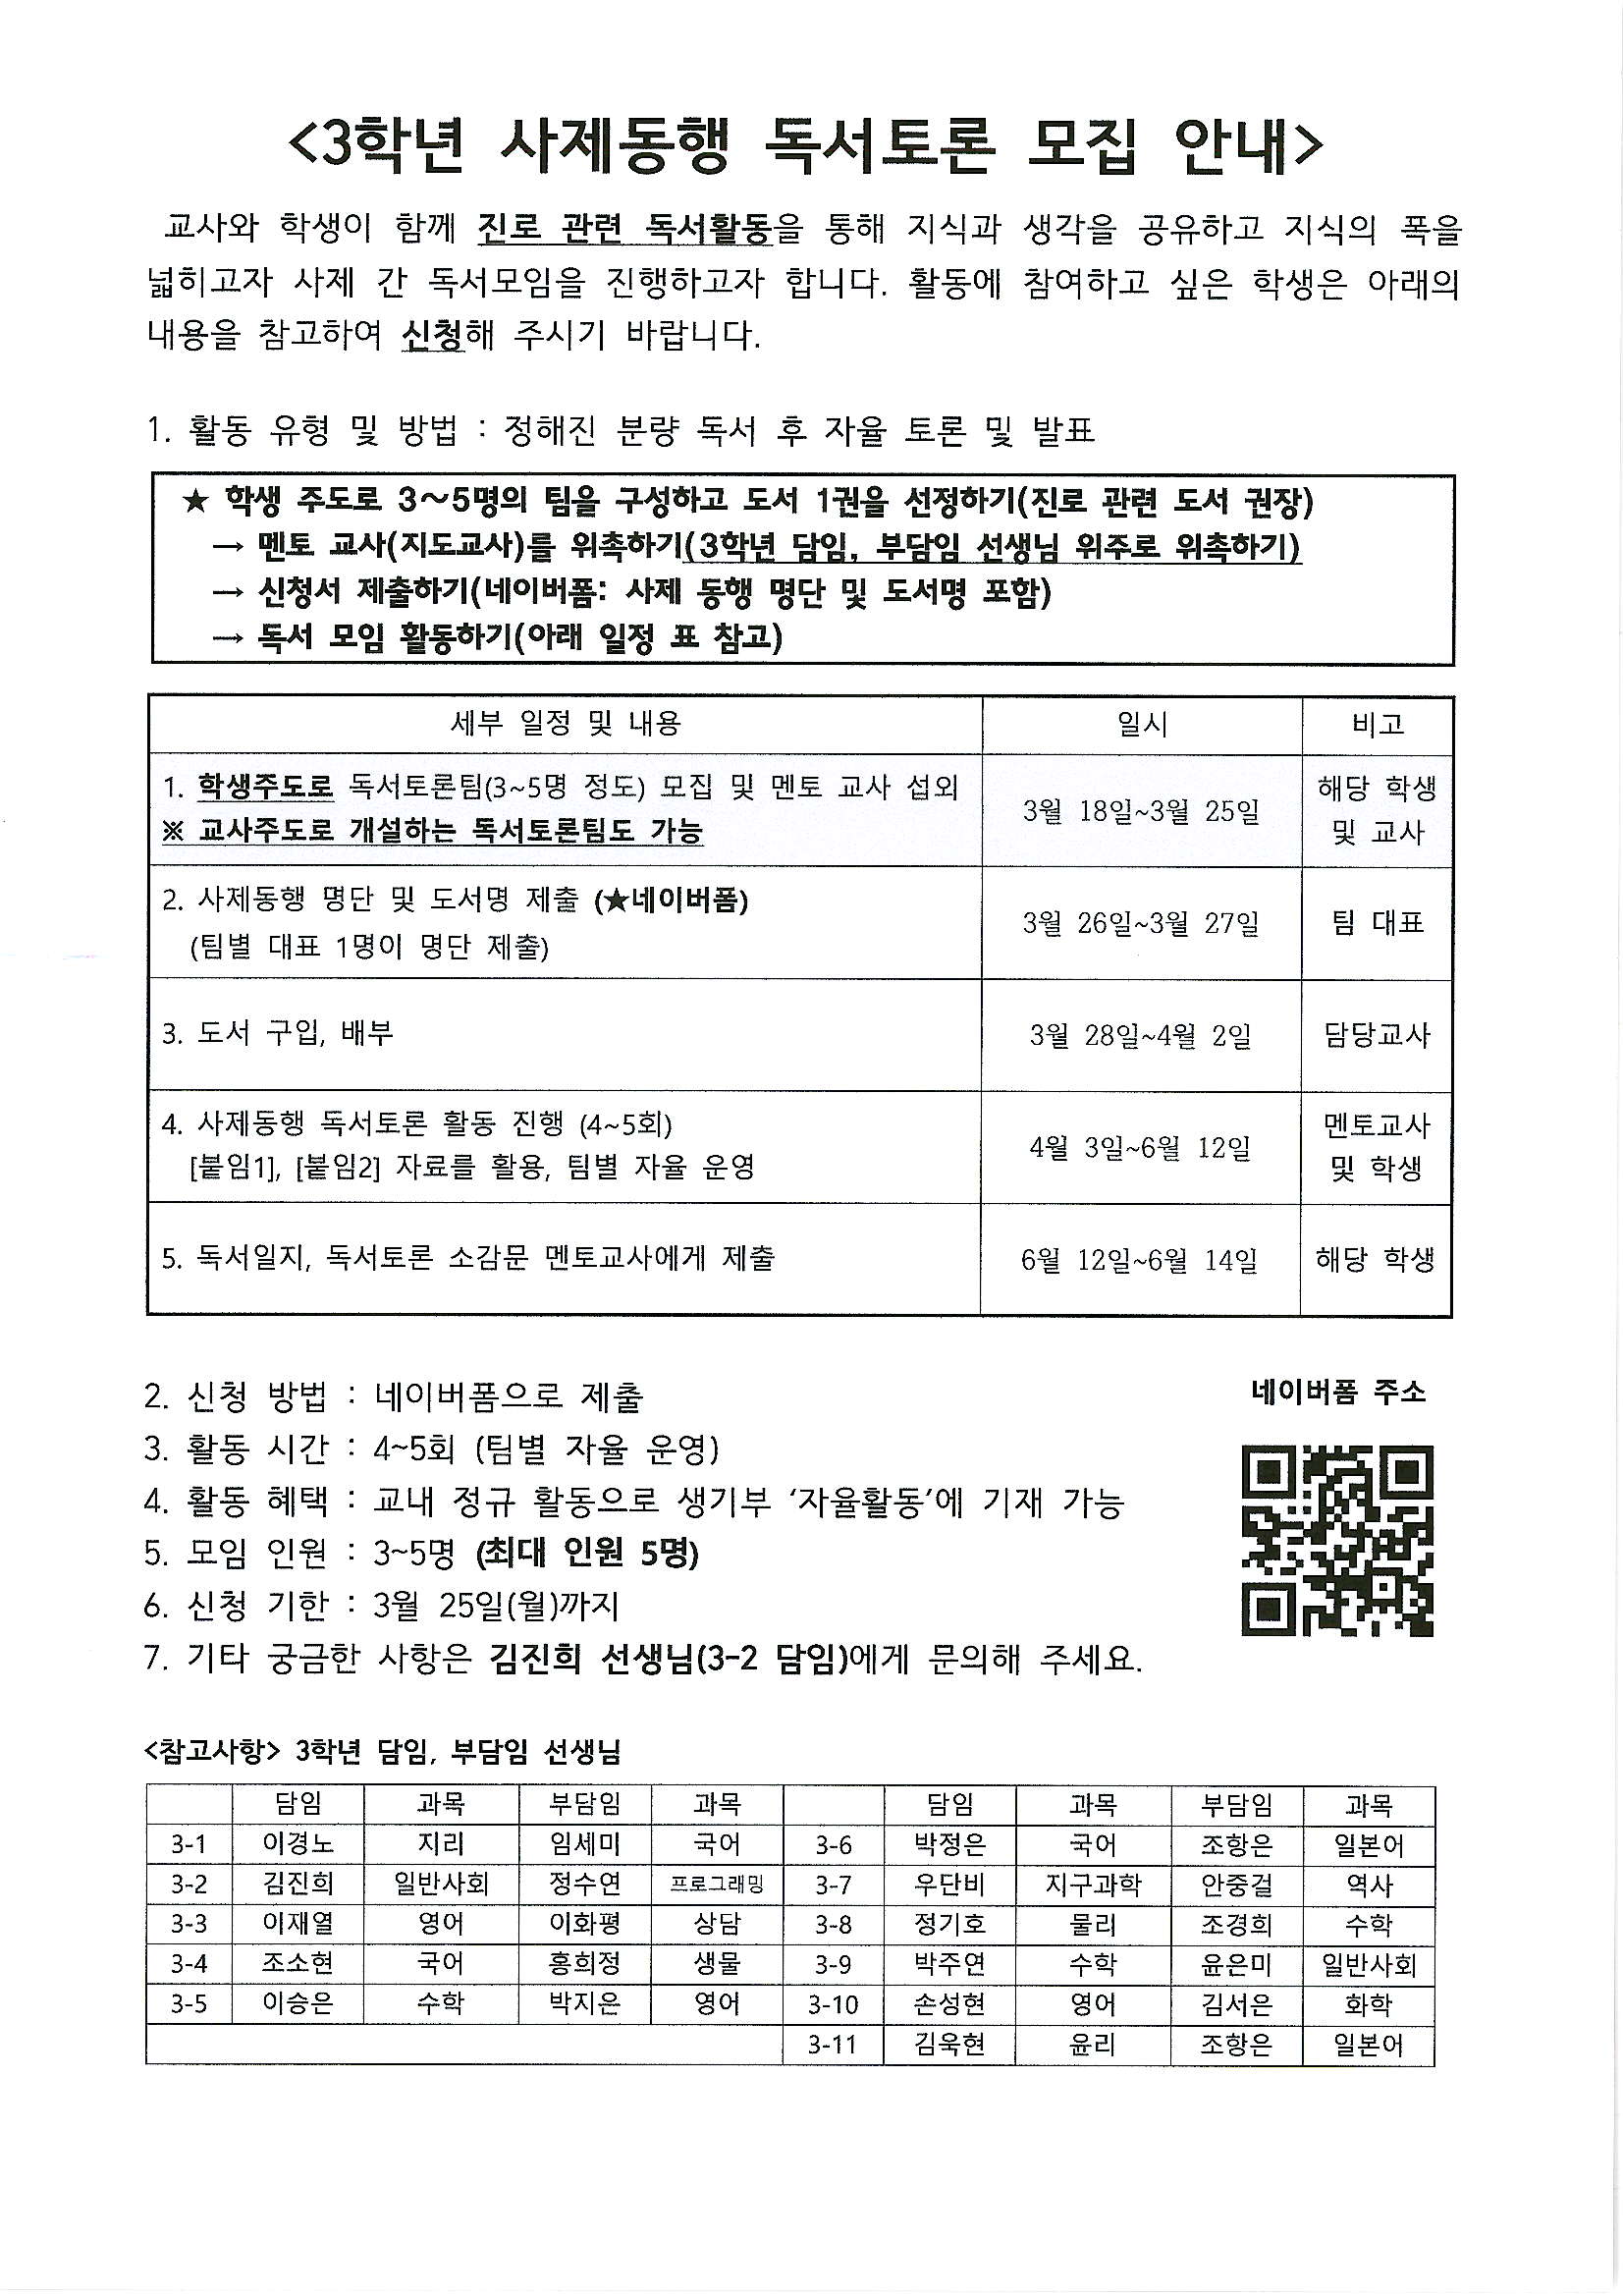 <3학년 사제동행 독서토론 모집 안내>
교사와 학생이 함께 진로 관련 독서활동을 통해 지식과 생각을 공유하고 지식의 폭을
넓히고자 사제 간 독서모임을 진행하고자 합니다. 활동에 참여하고 싶은 학생은 아래의
내용을 참고하여 신청해 주시기 바랍니다.
1. 활동 유형 및 방법 : 정해진 분량 독서 후 자율 토론 및 발표
★ 학생 주도로 3~5명의 팀을 구성하고 도서 1권을 선정하기(진로 관련 도서 권장)
→ 멘토 교사(지도교사)를 위촉하기(3학년 담임, 부담임 선생님 위주로 위촉하기)
→ 신청서 제출하기(네이버폼: 사제 동행 명단 및 도서명 포함)
→ 독서 모임 활동하기(아래 일정 표 참고)
세부 일정 및 내용 일시 비고
1. 학생주도로 독서토론팀(3~5명 정도) 모집 및 멘토 교사 섭외
※ 교사주도로 개설하는 독서토론팀도 가능
3월 18일~3월 25일
해당 학생
및 교사
2. 사제동행 명단 및 도서명 제출 (★네이버폼)
(팀별 대표 1명이 명단 제출)
3월 26일~3월 27일
팀 대표
3. 도서 구입, 배부 3월 28일~4월 2일 담당교사
4. 사제동행 독서토론 활동 진행 (4~5회)
[붙임1], [붙임2] 자료를 활용, 팀별 자율 운영
4월 3일~6월 12일
멘토교사
및 학생
5. 독서일지, 독서토론 소감문 멘토교사에게 제출 6월 12일~6월 14일 해당 학생
2. 신청 방법 : 네이버폼으로 제출
3. 활동 시간 : 4~5회 (팀별 자율 운영)
4. 활동 혜택 : 교내 정규 활동으로 생기부 ‘자율활동’에 기재 가능
5. 모임 인원 : 3~5명 (최대 인원 5명)
6. 신청 기한 : 3월 25일(월)까지
7. 기타 궁금한 사항은 김진희 선생님(3-2 담임)에게 문의해 주세요.
네이버폼 주소
<참고사항> 3학년 담임, 부담임 선생님
담임 과목 부담임 과목 담임 과목 부담임 과목
3-1 이경노 지리 임세미 국어 3-6 박정은 국어 조항은 일본어
3-2 김진희 일반사회 정수연 프로그래밍 3-7 우단비 지구과학 안중걸 역사
3-3 이재열 영어 이화평 상담 3-8 정기호 물리 조경희 수학
3-4 조소현 국어 홍희정 생물 3-9 박주연 수학 윤은미 일반사회
3-5 이승은 수학 박지은 영어 3-10 손성현 영어 김서은 화학
3-11 김욱현 윤리 조항은 일본어